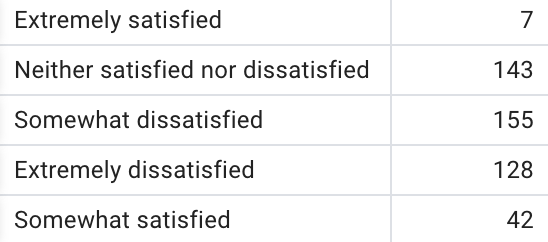 Extremely satisfied 7
Neither satisfied nor dissatisfied 143
Somewhat dissatisfied 155
Extremely dissatisfied 128
Somewhat satisfied 42